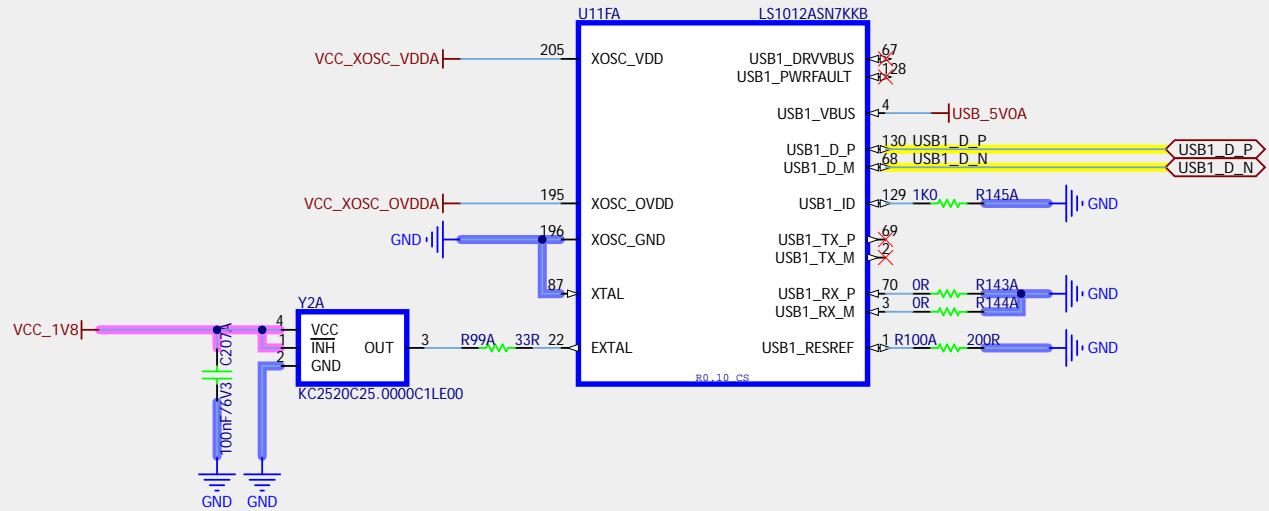 U11FA LS1012ASN7KKB
VCC_XOSC_VDDA 205 XOSC_VDD USB1_DRVVBUS 67
USB1_PWRFAULT 128
USB1_VBUS 4 USB_5V0A
USB1_D_P 130 USB1_D_P USB1_D_P
USB1_D_M 68 USB1_D_N USB1_D_N
VCC_XOSC_OVDDA 195 XOSC_OVDD USB1_ID 129 1K0 R145A GND
GND 196 XOSC_GND USB1_TX_P 69
USB1_TX_M 2
87 XTAL USB1_RX_P 70 0R R143A GND
USB1_RX_M 3 0R R144A
Y2A
VCC_1V8 4 VCC
1 INH OUT 3 R99A 33R 22 EXTAL USB1_RESREF 1 R100A 200R GND
2 GND
C207A
100nF/6V3
KC2520C25.0000C1LE00
R0.10_CS
GND GND